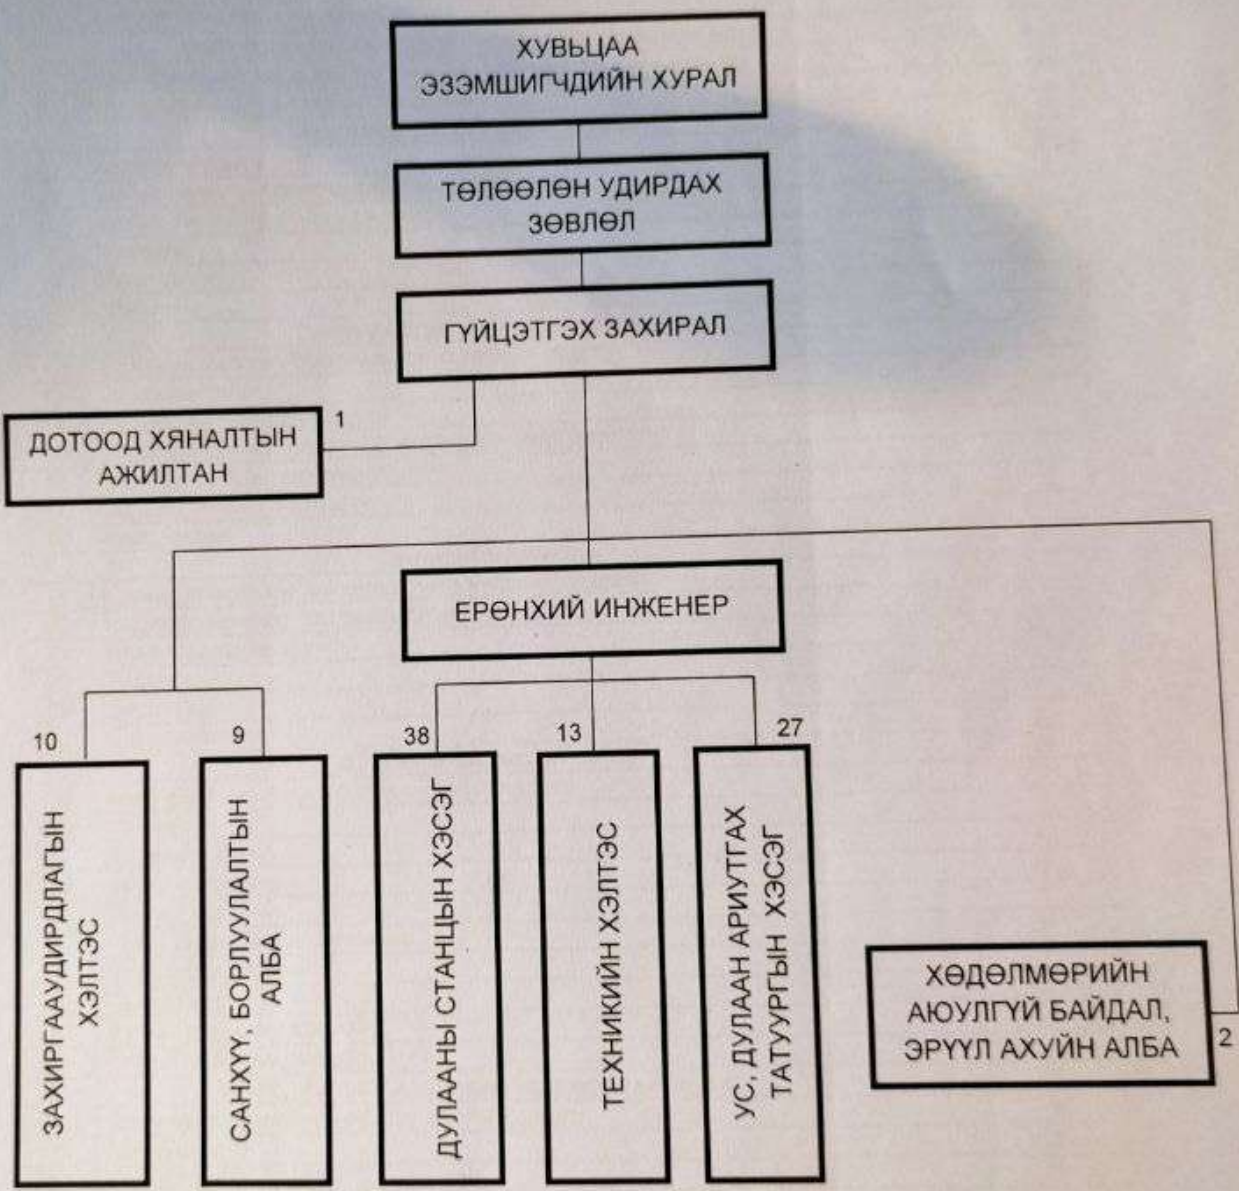 ХУВЬЦАА
ЭЗЭМШИГЧДИЙН ХУРАЛ
ТӨЛӨӨЛӨН УДИРДАХ
ЗӨВЛӨЛ
ГҮЙЦЭТГЭХ ЗАХИРАЛ
1
ДОТООД ХЯНАЛТЫН
АЖИЛТАН
ЕРӨНХИЙ ИНЖЕНЕР
10
ЗАХИРГААУДИРДЛАГЫН
ХЭЛТЭС
9
САНХҮҮ, БОРЛУУЛАЛТЫН
АЛБА
38
ДУЛААНЫ СТАНЦЫН ХЭСЭГ
13
ТЕХНИКИЙН ХЭЛТЭС
27
УС, ДУЛААН АРИУТГАХ
ТАТУУРГЫН ХЭСЭГ
ХӨДӨЛМӨРИЙН
АЮУЛГҮЙ БАЙДАЛ,
ЭРҮҮЛ АХУЙН АЛБА
2